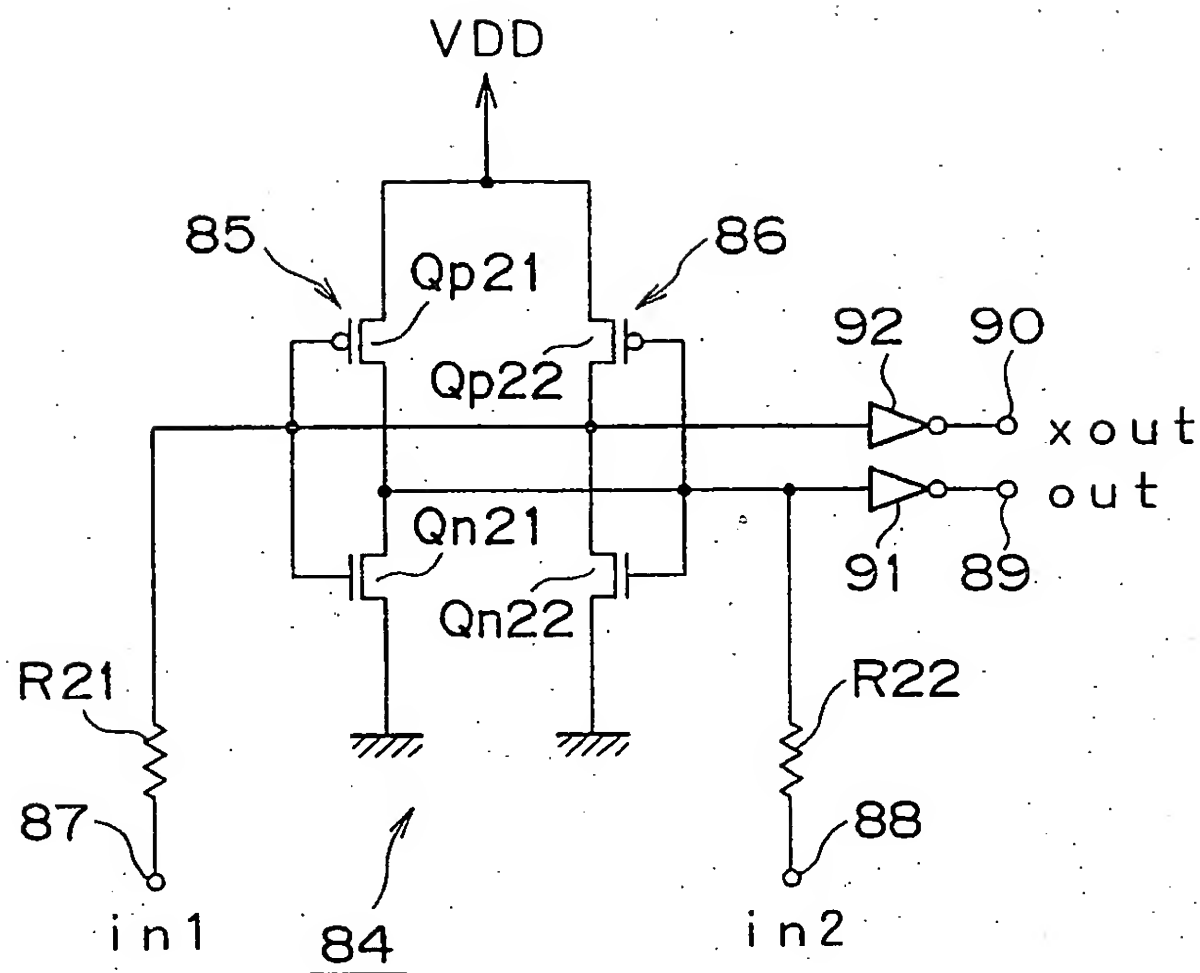 VDD
85
86
Qp21
92
90
Qp22
xout
out
Qn21
91
89
Qn22
R21
R22
87
88
in1
in2
84